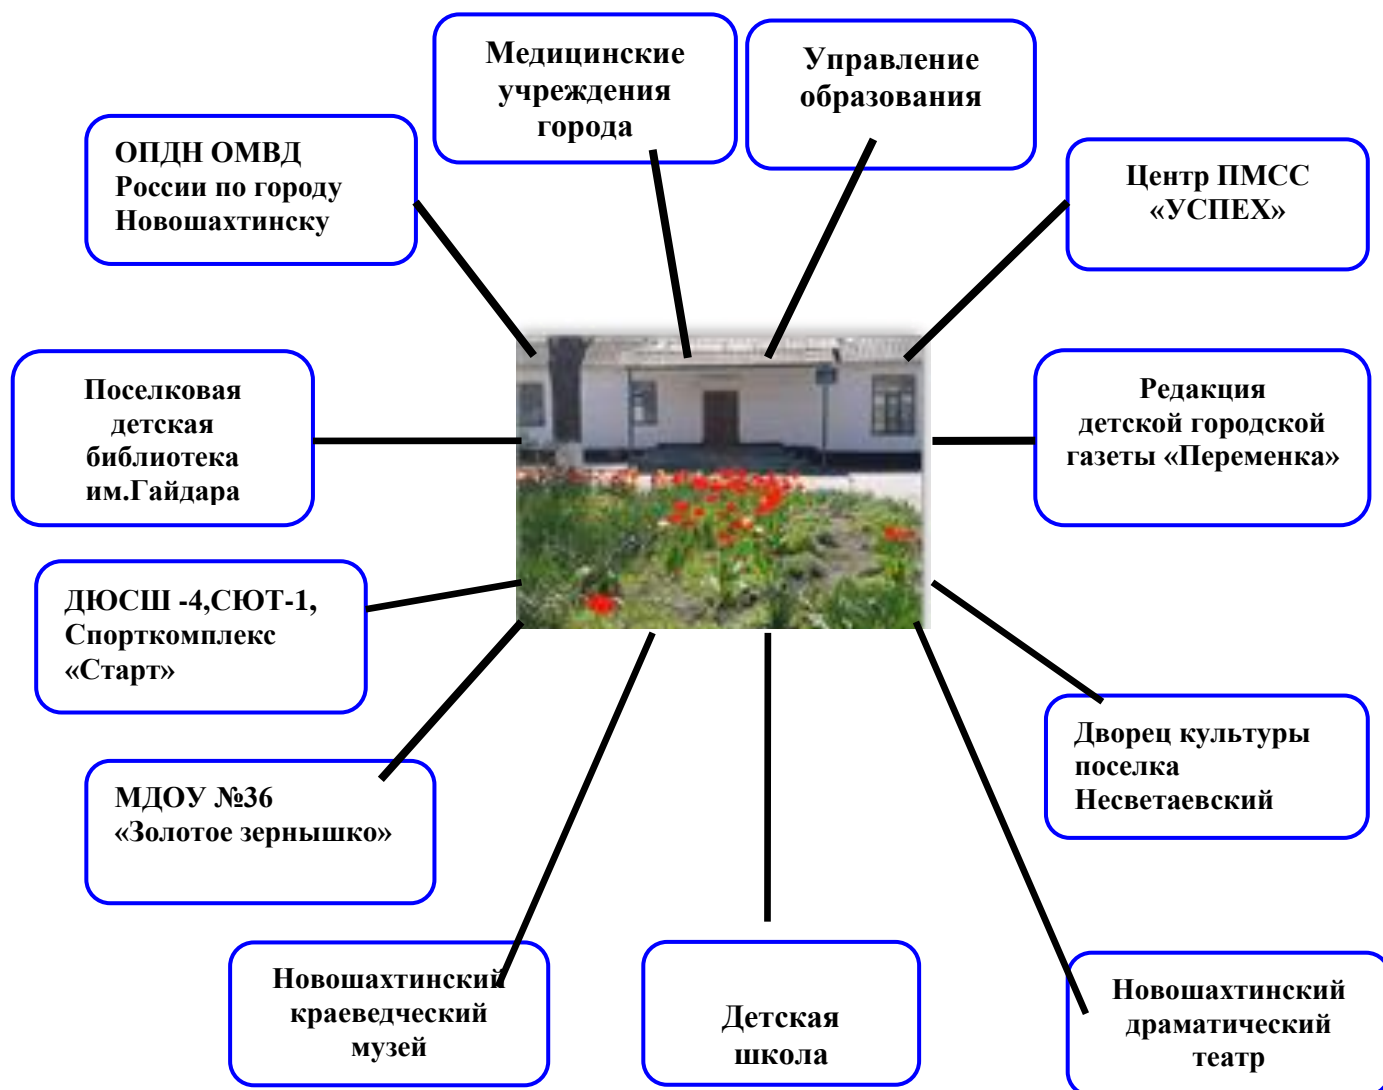 Медицинские
учреждения
города
Управление
образования
ОПДН ОМВД
России по городу
Новошахтинску
Центр ПМСС
«УСПЕХ»
Поселковая
детская
библиотека
им.Гайдара
Редакция
детской городской
газеты «Переменка»
ДЮСШ -4,СЮТ-1,
Спорткомплекс
«Старт»
Дворец культуры
поселка
Несветаевский
МДОУ №36
«Золотое зернышко»
Новошахтинский
краеведческий
музей
Детская
школа
Новошахтинский
драматический
театр